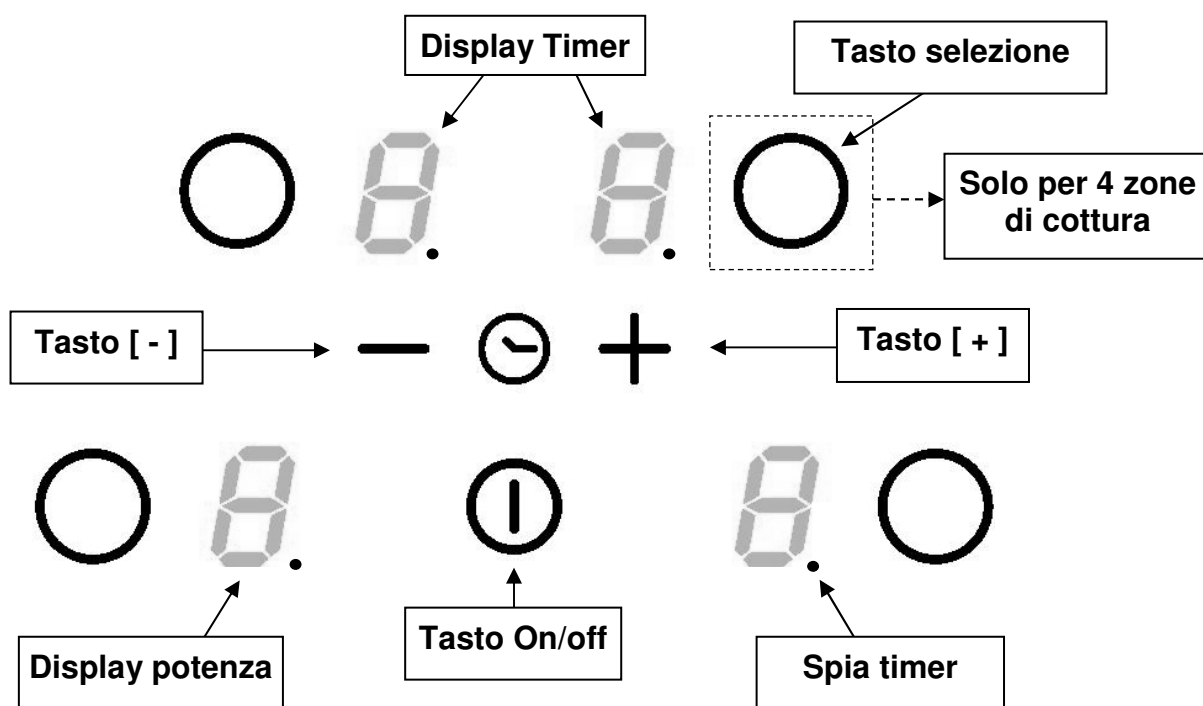 Display Timer
Tasto selezione
Solo per 4 zone
di cottura
Tasto [ - ]
Tasto [ + ]
Display potenza
Tasto On/off
Spia timer